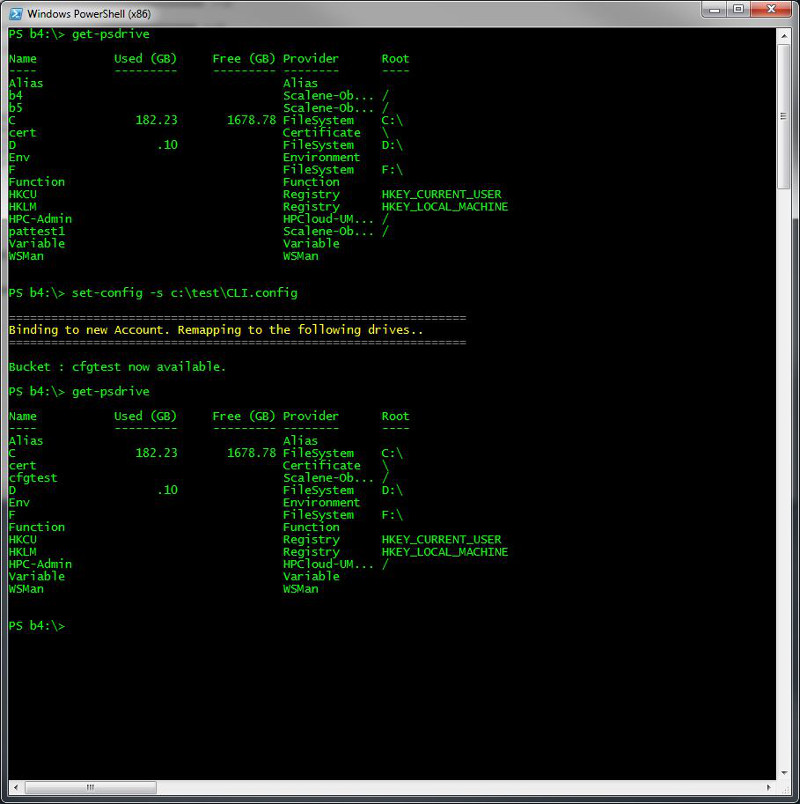 Windows PowerShell (x86)
PS b4:\> get-psdrive
Name Used (GB) Free (GB) Provider Root
---- --------- --------- -------- ----
Alias Alias
b4 Scalene-Ob... /
b5 Scalene-Ob... /
C 182.23 1678.78 FileSystem C:\
cert Certificate \
D .10 FileSystem D:\
Env Environment
F FileSystem F:\
Function Function
HKCU Registry HKEY_CURRENT_USER
HKLM Registry HKEY_LOCAL_MACHINE
HPC-Admin HPCloud-UM... /
pattest1 Scalene-Ob... /
Variable Variable
WSMan WSMan
PS b4:\> set-config -s c:\test\CLI.config
=================================================================
Binding to new Account. Remapping to the following drives..
=================================================================
Bucket : cfgtest now available.
PS b4:\> get-psdrive
Name Used (GB) Free (GB) Provider Root
---- --------- --------- -------- ----
Alias Alias
C 182.23 1678.78 FileSystem C:\
cert Certificate \
cfgtest Scalene-Ob... /
D .10 FileSystem D:\
Env Environment
F FileSystem F:\
Function Function
HKCU Registry HKEY_CURRENT_USER
HKLM Registry HKEY_LOCAL_MACHINE
HPC-Admin HPCloud-UM... /
Variable Variable
WSMan WSMan
PS b4:\>